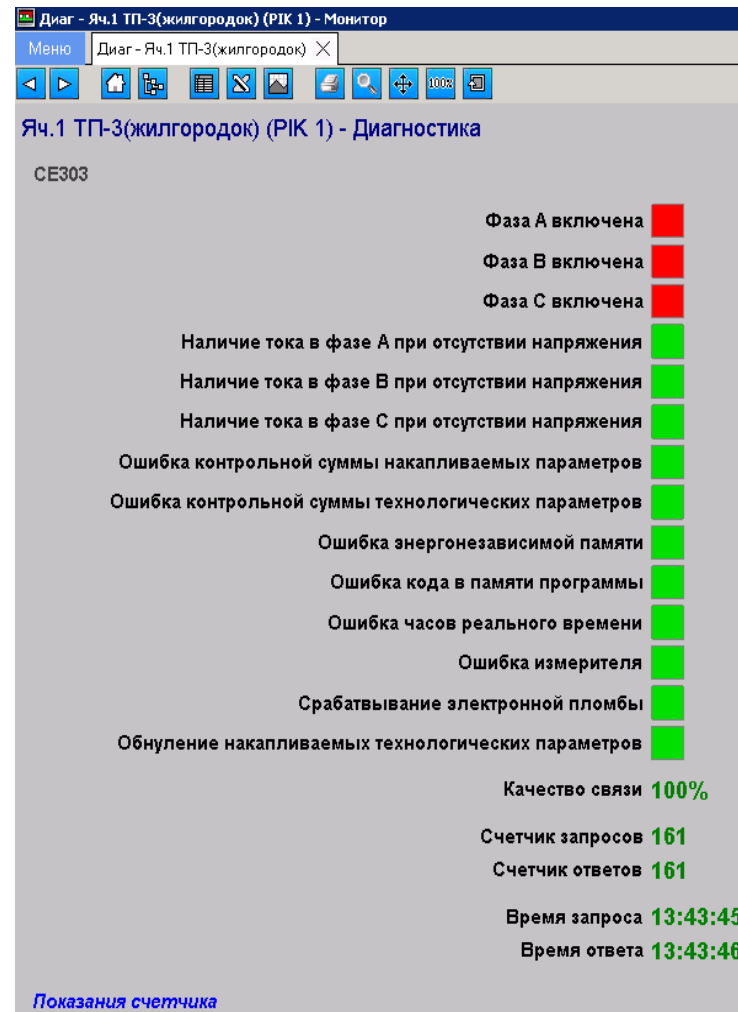 Диаг - Яч.1 ТП-3(жилгородок) (PIK 1) - Монитор
Меню Диаг - Яч.1 ТП-3(жилгородок)
100%
Яч.1 ТП-3(жилгородок) (PIK 1) - Диагностика
CE303
Фаза A включена
Фаза B включена
Фаза C включена
Наличие тока в фазе A при отсутствии напряжения
Наличие тока в фазе B при отсутствии напряжения
Наличие тока в фазе C при отсутствии напряжения
Ошибка контрольной суммы накапливаемых параметров
Ошибка контрольной суммы технологических параметров
Ошибка энергонезависимой памяти
Ошибка кода в памяти программы
Ошибка часов реального времени
Ошибка измерителя
Срабатвывание электронной пломбы
Обнуление накапливаемых технологических параметров
Качество связи 100%
Счетчик запросов 161
Счетчик ответов 161
Время запроса 13:43:45
Время ответа 13:43:46
Показания счетчика